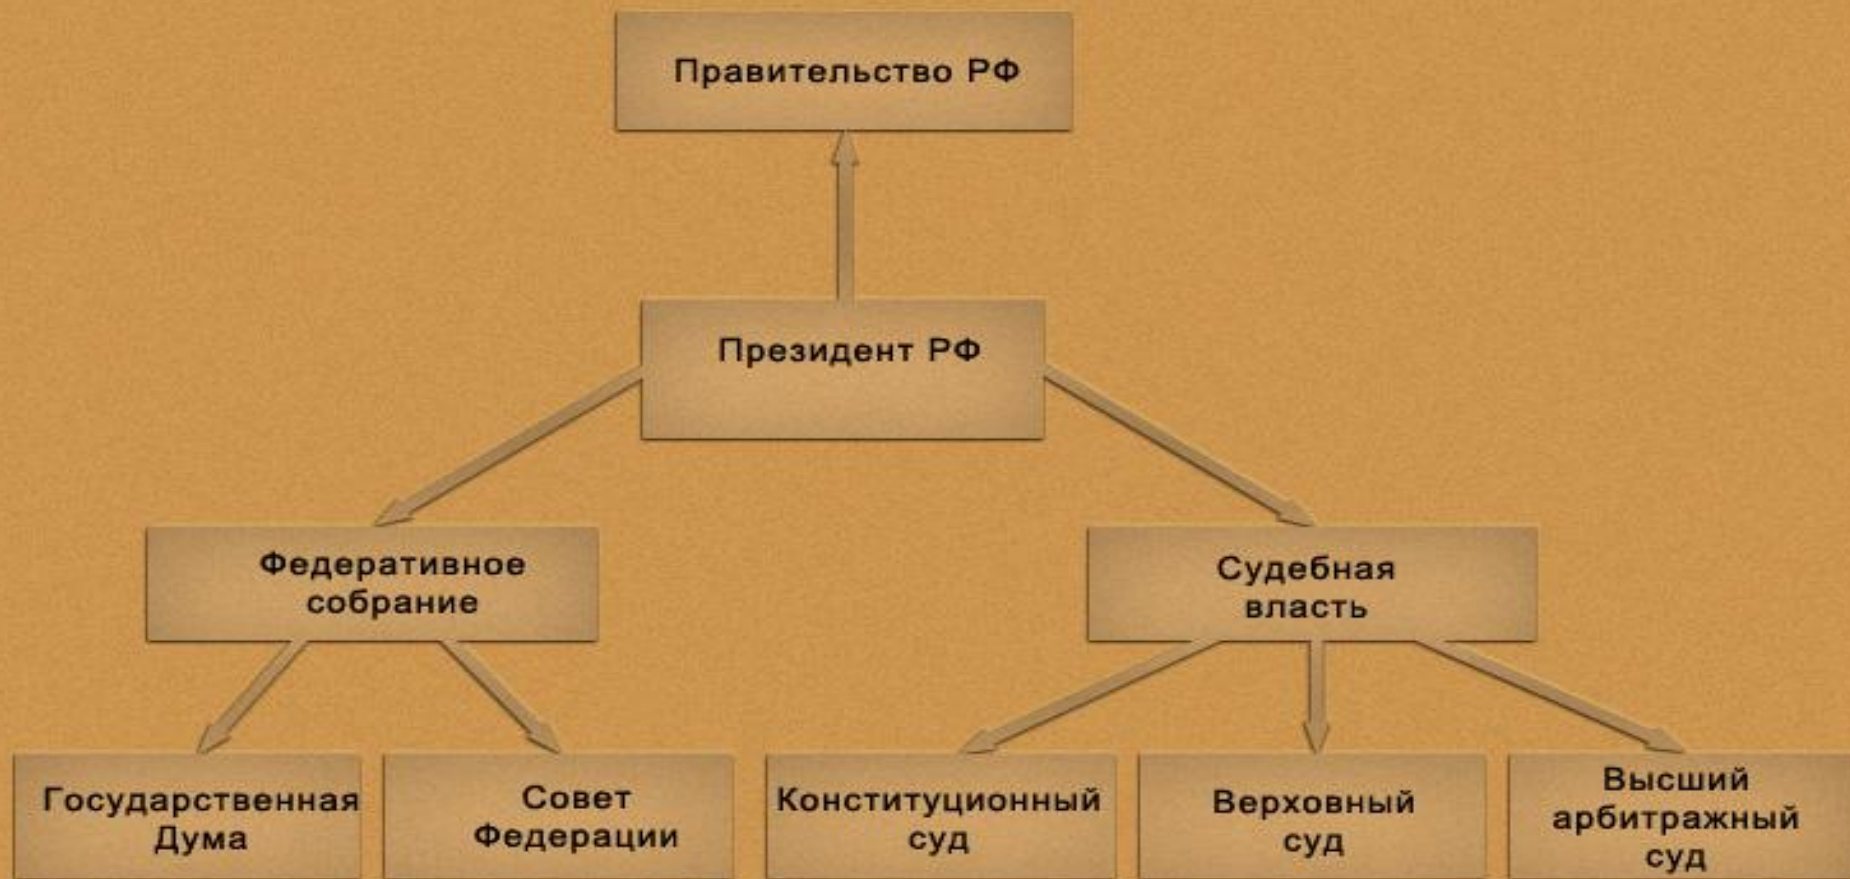 Правительство РФ
Президент РФ
Федеративное
собрание
Судебная
власть
Государственная
Дума
Совет
Федерации
Конституционный
суд
Верховный
суд
Высший
арбитражный
суд